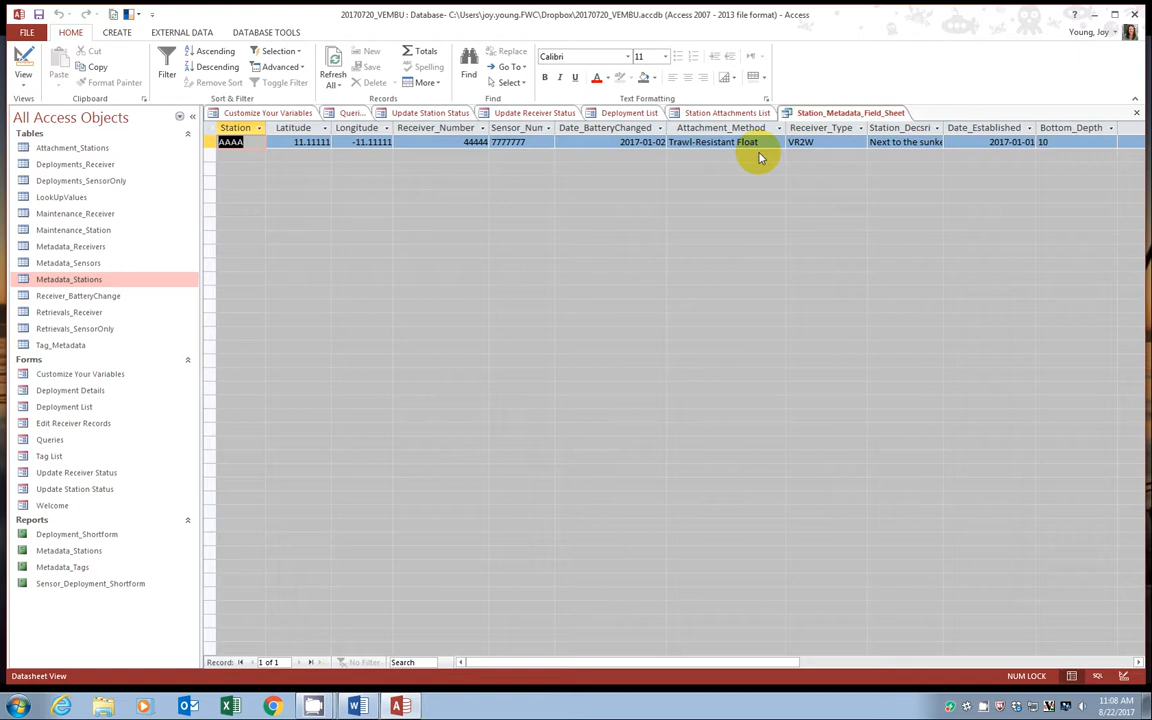 20170720_VEMBU : Database- C:\Users\joy.young.FWC\Dropbox\20170720_VEMBU.accdb (Access 2007 - 2013 file format) - Access
FILE HOME CREATE EXTERNAL DATA DATABASE TOOLS Young, Joy
View Paste Cut Copy Format Painter Filter Ascending Descending Remove Sort Selection Advanced Toggle Filter Refresh All New Save Delete Totals Spelling More Find Replace Go To Select Calibri 11
Views Clipboard Sort & Filter Records Find Text Formatting
All Access Objects
Customize Your Variables Queri... Update Station Status Update Receiver Status Deployment List Station Attachments List Station_Metadata_Field_Sheet
Station Latitude Longitude Receiver_Number Sensor_Num Date_BatteryChanged Attachment_Method Receiver_Type Station_Decsri Date_Established Bottom_Depth
AAAA 11.11111 -11.11111 44444 7777777 2017-01-02 Trawl-Resistant Float VR2W Next to the sunke 2017-01-01 10
Tables
Attachment_Stations
Deployments_Receiver
Deployments_SensorOnly
LookUpValues
Maintenance_Receiver
Maintenance_Station
Metadata_Receivers
Metadata_Sensors
Metadata_Stations
Receiver_BatteryChange
Retrievals_Receiver
Retrievals_SensorOnly
Tag_Metadata
Forms
Customize Your Variables
Deployment Details
Deployment List
Edit Receiver Records
Queries
Tag List
Update Receiver Status
Update Station Status
Welcome
Reports
Deployment_Shortform
Metadata_Stations
Metadata_Tags
Sensor_Deployment_Shortform
Record: 1 of 1 No Filter Search
Datasheet View NUM LOCK SQL
11:08 AM
8/22/2017